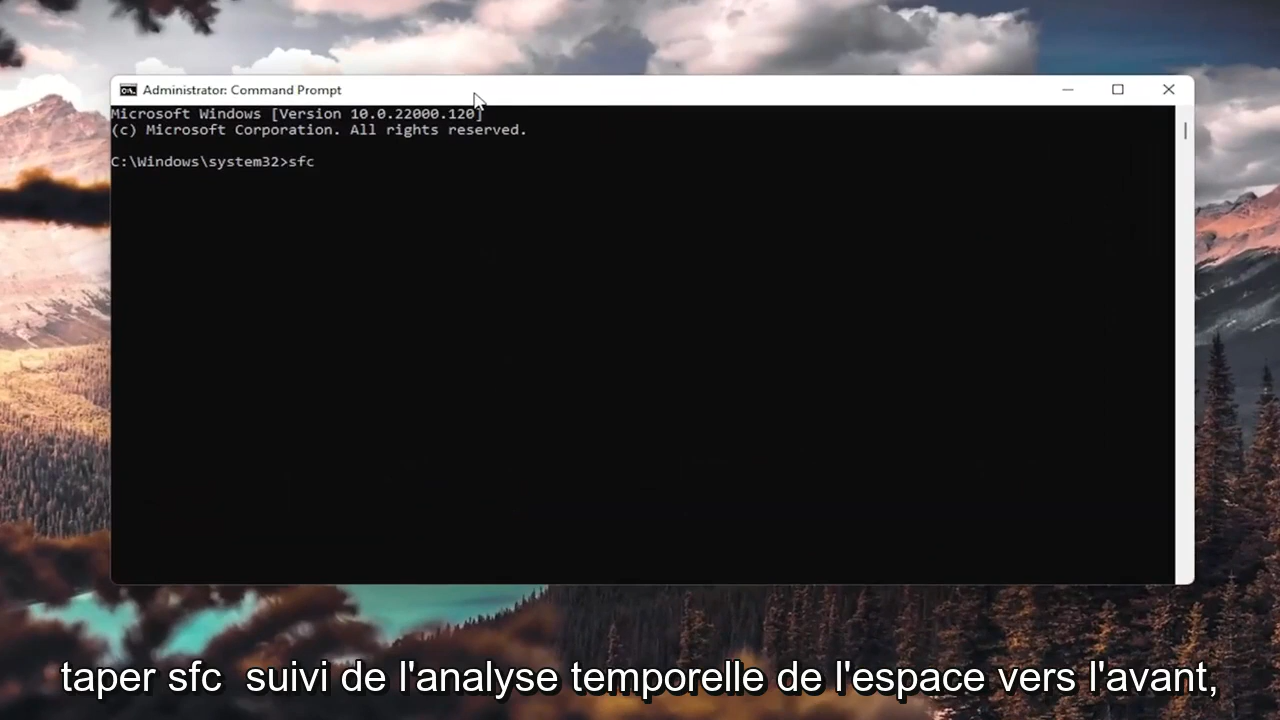 Administrator: Command Prompt
Microsoft Windows [Version 10.0.22000.120]
(c) Microsoft Corporation. All rights reserved.
C:\Windows\system32>sfc
taper sfc  suivi de l'analyse temporelle de l'espace vers l'avant,